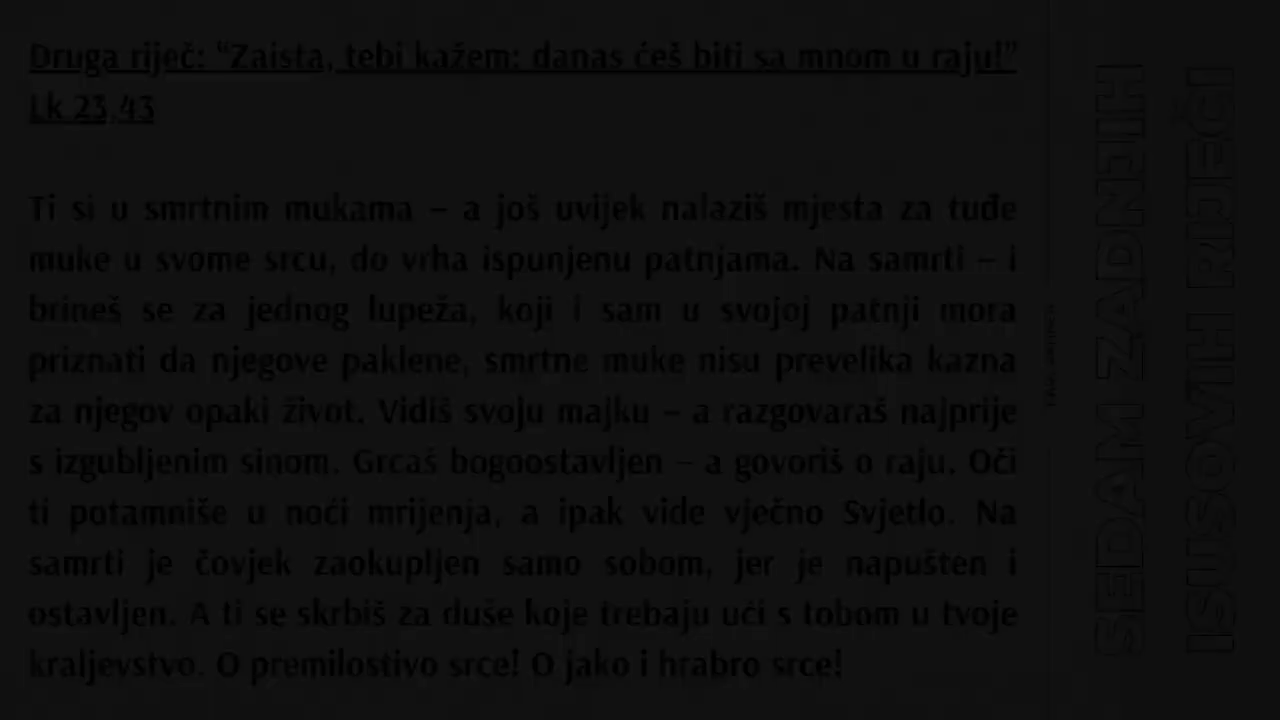 Druga riječ: “Zaista, tebi kažem: danas ćeš biti sa mnom u raju!”
Lk 23,43
Ti si u smrtnim mukama – a još uvijek nalaziš mjesta za tuđe
muke u svome srcu, do vrha ispunjenu patnjama. Na samrti – i
brineš se za jednog lupeža, koji i sam u svojoj patnji mora
priznati da njegove paklene, smrtne muke nisu prevelika kazna
za njegov opaki život. Vidiš svoju majku – a razgovaraš najprije
s izgubljenim sinom. Grcaš bogoostavljen – a govoriš o raju. Oči
ti potamniše u noći mrijenja, a ipak vide vječno Svjetlo. Na
samrti je čovjek zaokupljen samo sobom, jer je napušten i
ostavljen. A ti se skrbiš za duše koje trebaju ući s tobom u tvoje
kraljevstvo. O premilostivo srce! O jako i hrabro srce!
SEDAM ZADNJIH
ISUSOVIH RIJEČI